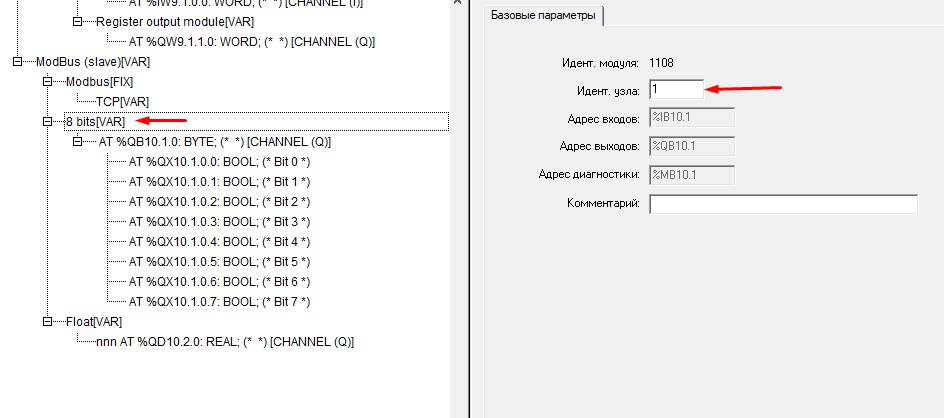 AT %IW9.1.0.0: WORD; (* *) [CHANNEL (I)]
Register output module[VAR]
AT %QW9.1.1.0: WORD; (* *) [CHANNEL (Q)]
ModBus (slave)[VAR]
Modbus[FIX]
TCP[VAR]
8 bits[VAR]
AT %QB10.1.0: BYTE; (* *) [CHANNEL (Q)]
AT %QX10.1.0.0: BOOL; (* Bit 0 *)
AT %QX10.1.0.1: BOOL; (* Bit 1 *)
AT %QX10.1.0.2: BOOL; (* Bit 2 *)
AT %QX10.1.0.3: BOOL; (* Bit 3 *)
AT %QX10.1.0.4: BOOL; (* Bit 4 *)
AT %QX10.1.0.5: BOOL; (* Bit 5 *)
AT %QX10.1.0.6: BOOL; (* Bit 6 *)
AT %QX10.1.0.7: BOOL; (* Bit 7 *)
Float[VAR]
nnn AT %QD10.2.0: REAL; (* *) [CHANNEL (Q)]
Базовые параметры
Идент. модуля: 1108
Идент. узла: 1
Адрес входов: %IB10.1
Адрес выходов: %QB10.1
Адрес диагностики: %MB10.1
Комментарий: